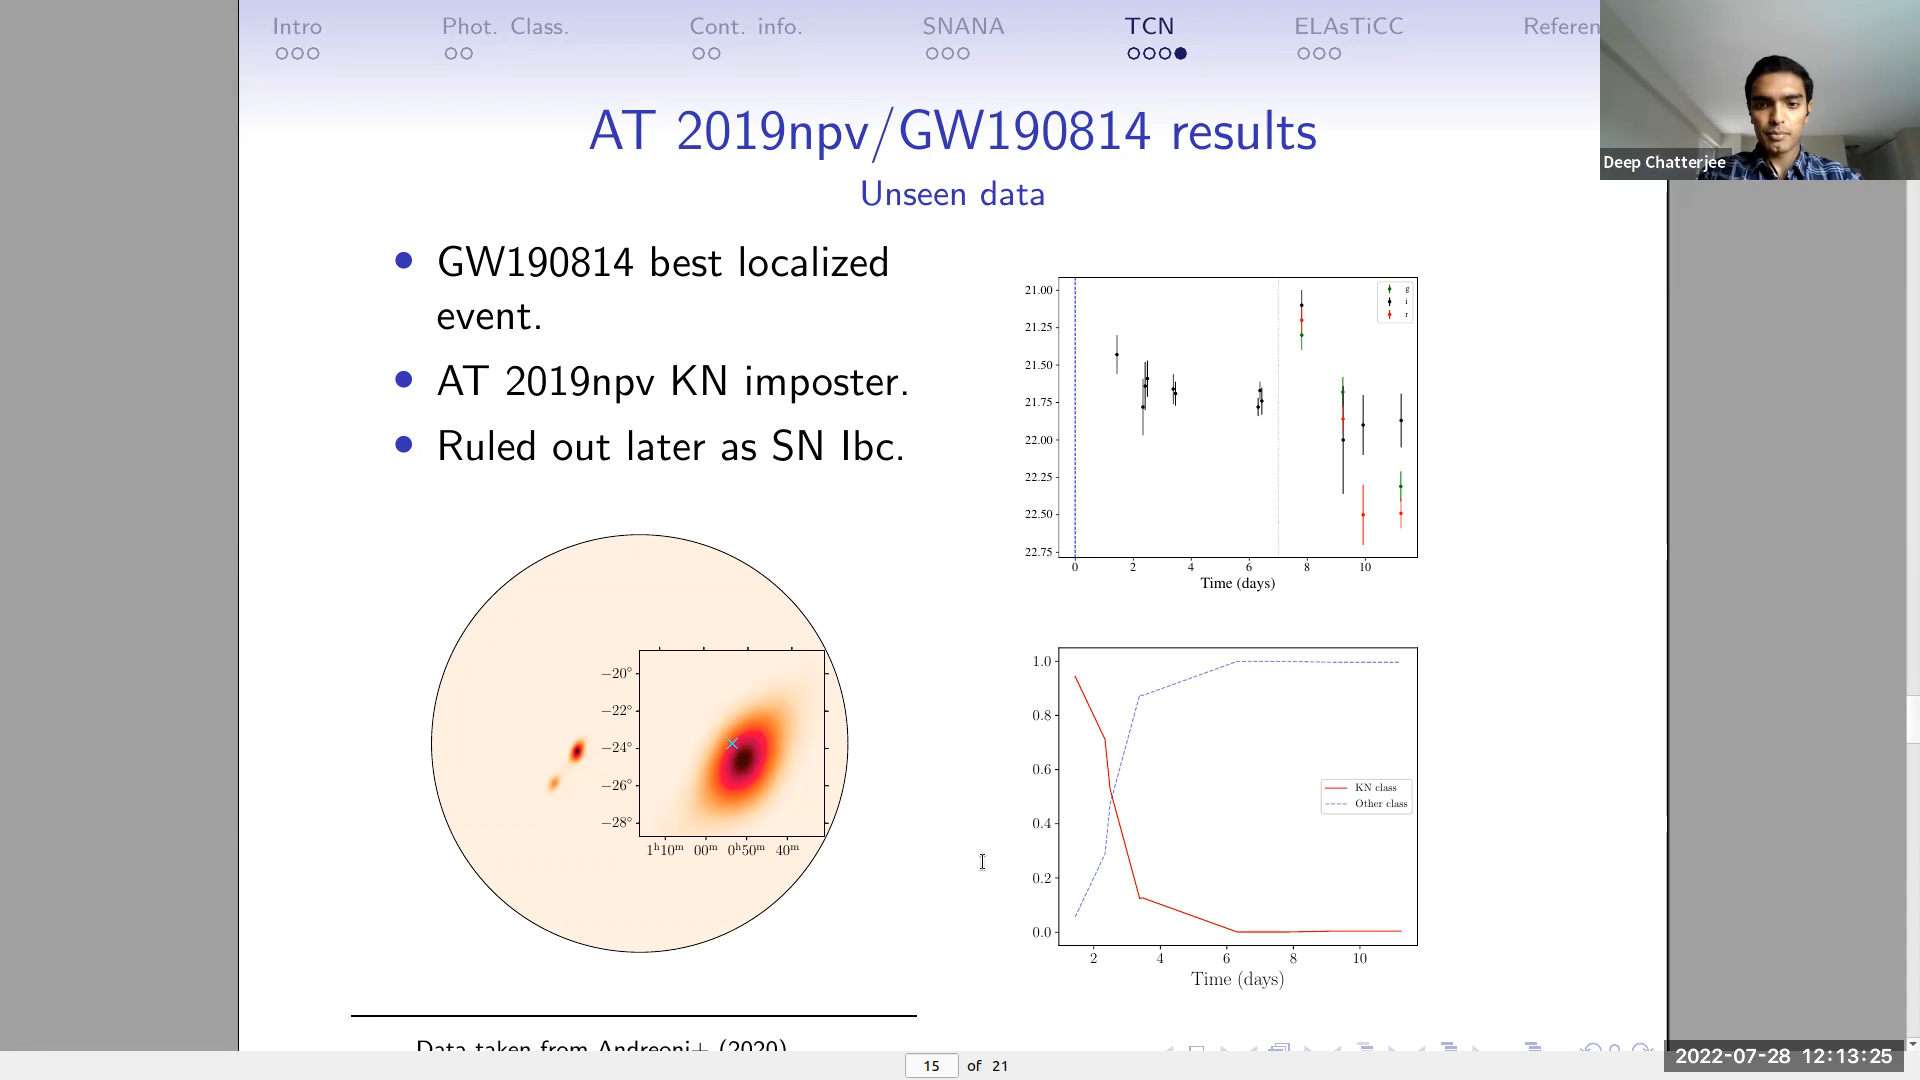 Intro Phot. Class. Cont. info. SNANA TCN ELAsTiCC Referen
Deep Chatterjee
AT 2019npv/GW190814 results
Unseen data
GW190814 best localized
event.
AT 2019npv KN imposter.
Ruled out later as SN Ibc.
21.00
21.25
21.50
21.75
22.00
22.25
22.50
22.75
g
i
r
0 2 4 6 8 10
Time (days)
−20°
−22°
−24°
−26°
−28°
1ʰ10ᵐ 00ᵐ 0ʰ50ᵐ 40ᵐ
1.0
0.8
0.6
0.4
0.2
0.0
KN class
Other class
2 4 6 8 10
Time (days)
Data taken from Andreoni+ (2020)
15 of 21
2022-07-28 12:13:25